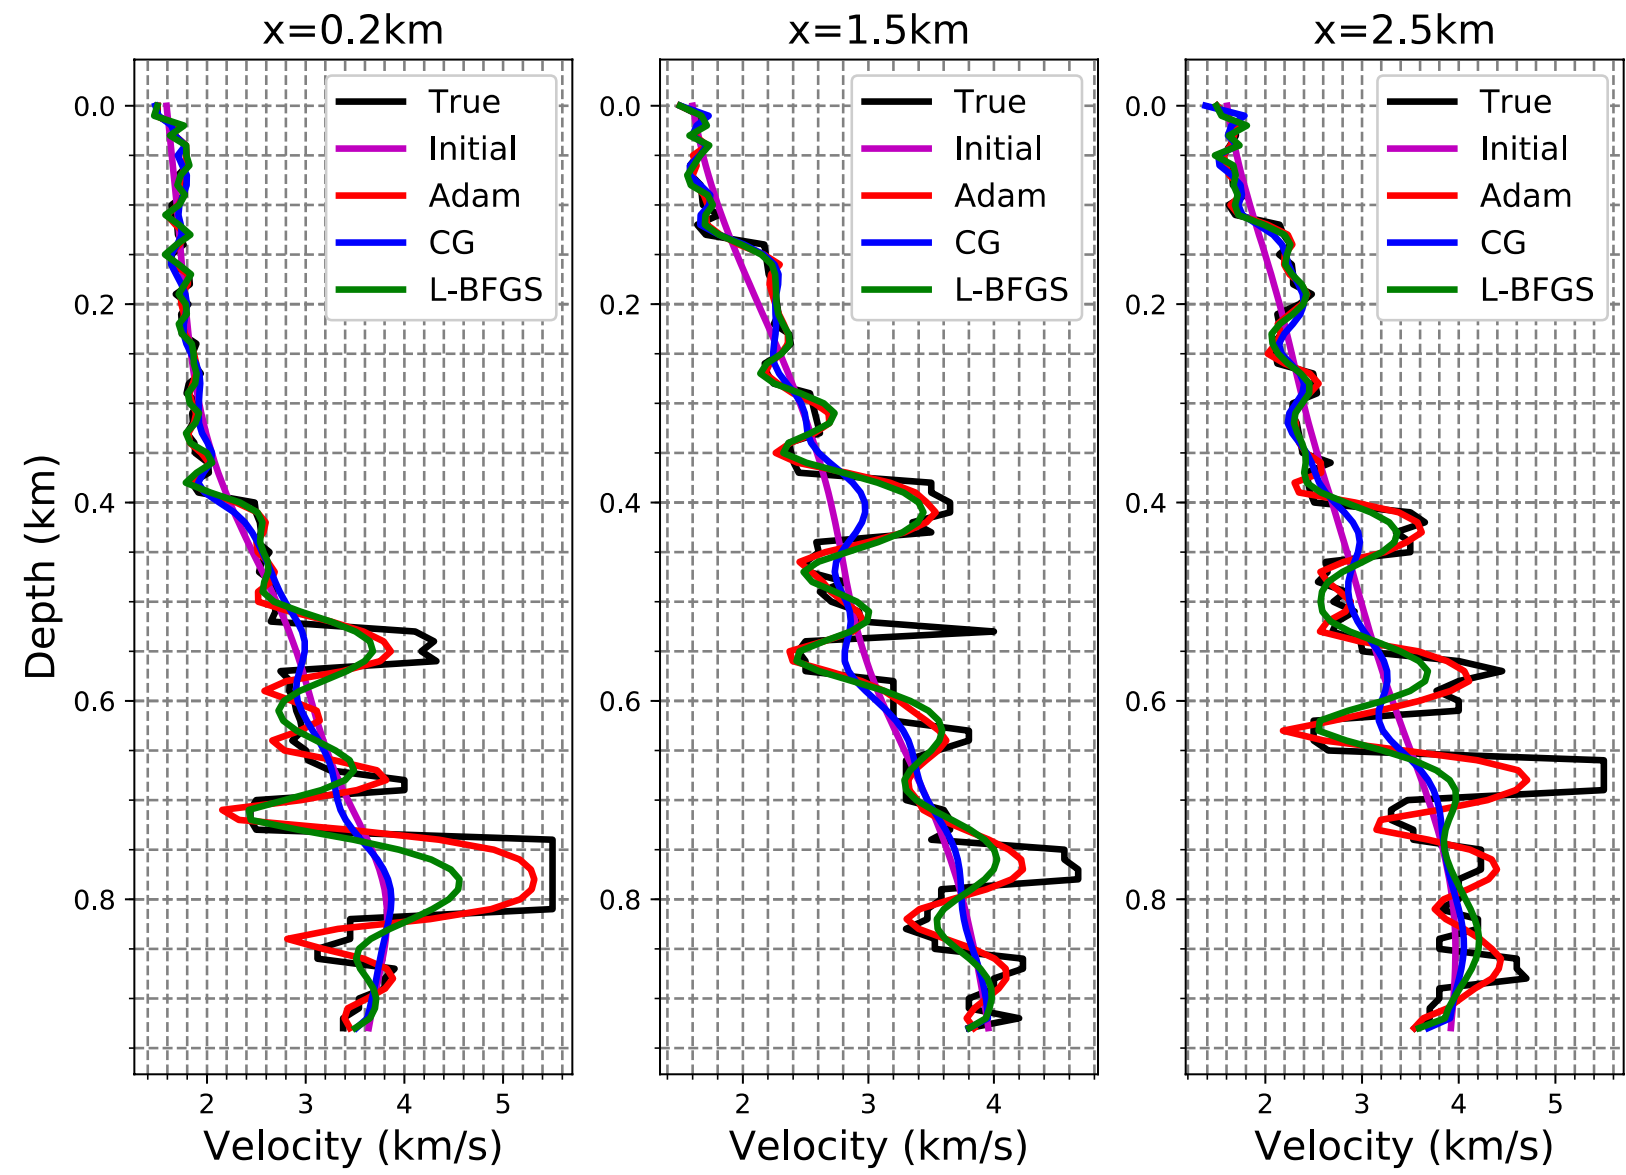 x=0.2km
x=1.5km
x=2.5km
True
Initial
Adam
CG
L-BFGS
True
Initial
Adam
CG
L-BFGS
True
Initial
Adam
CG
L-BFGS
Depth (km)
0.0
0.2
0.4
0.6
0.8
0.0
0.2
0.4
0.6
0.8
0.0
0.2
0.4
0.6
0.8
2 3 4 5
2 3 4
2 3 4 5
Velocity (km/s)
Velocity (km/s)
Velocity (km/s)